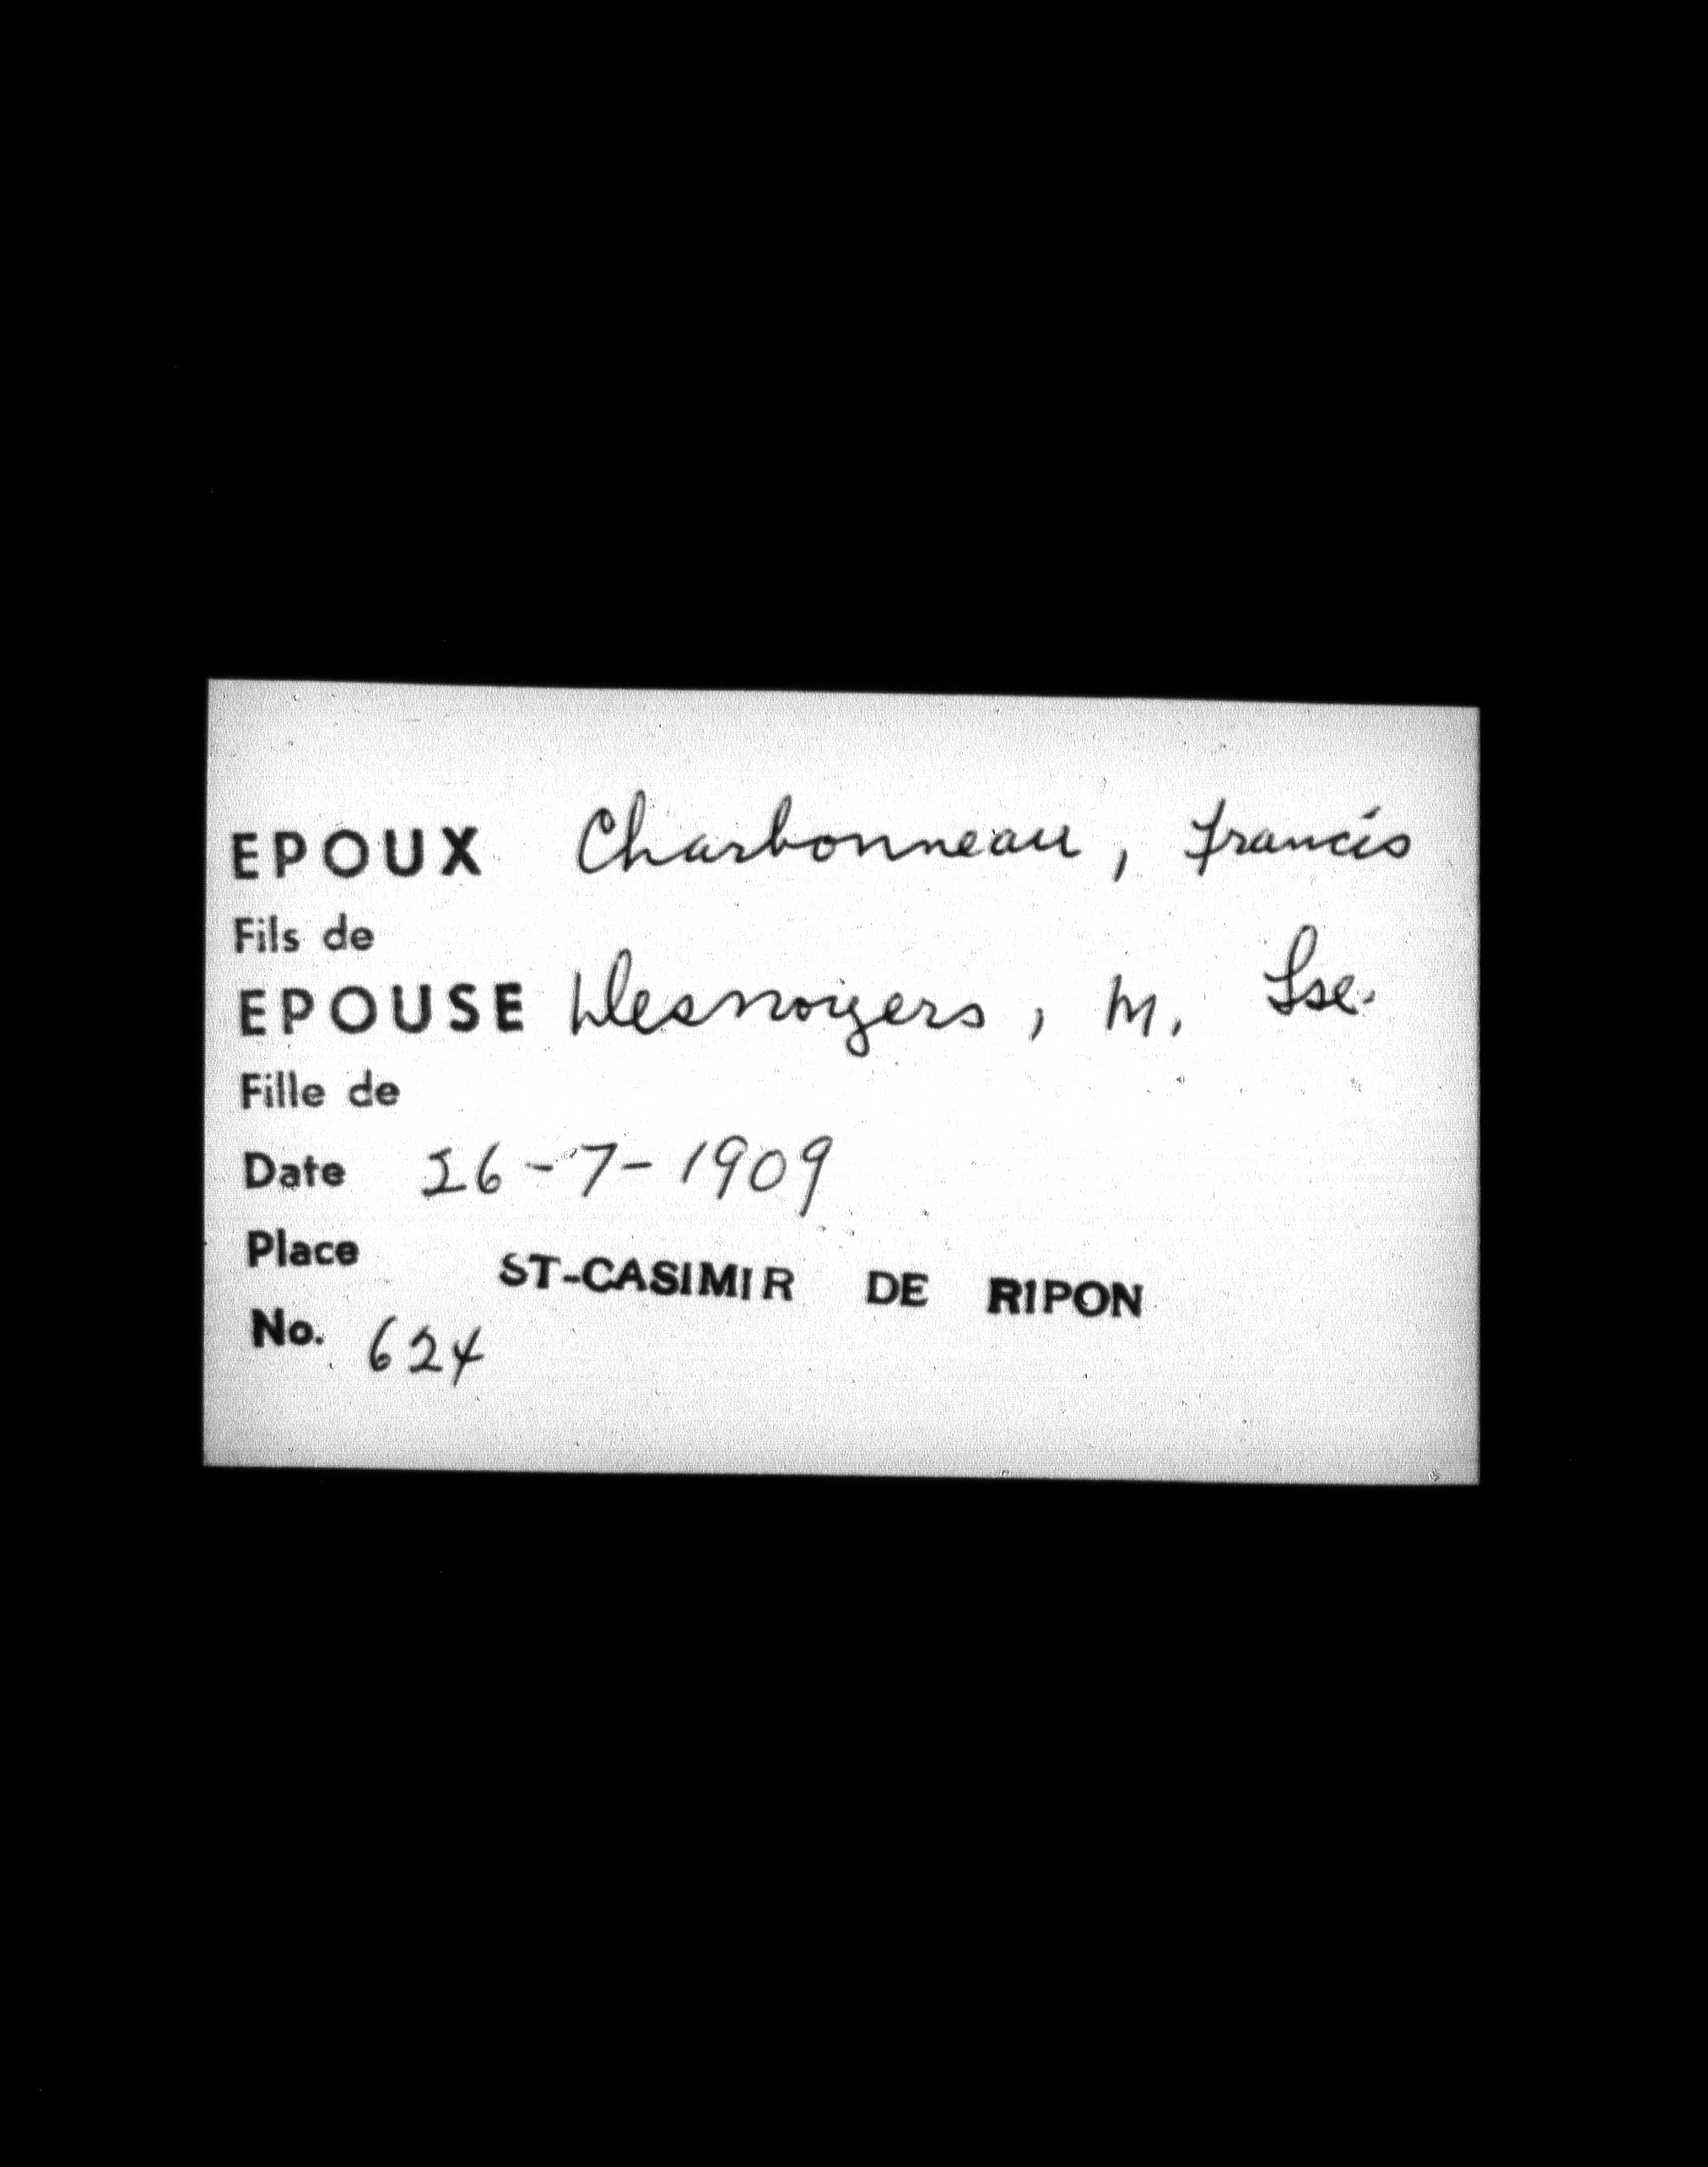 EPOUX Charbonneau, Francis
Fils de
EPOUSE Desnoyers, M. Lse.
Fille de
Date 26-7-1909
Place ST-CASIMIR DE RIPON
No. 624